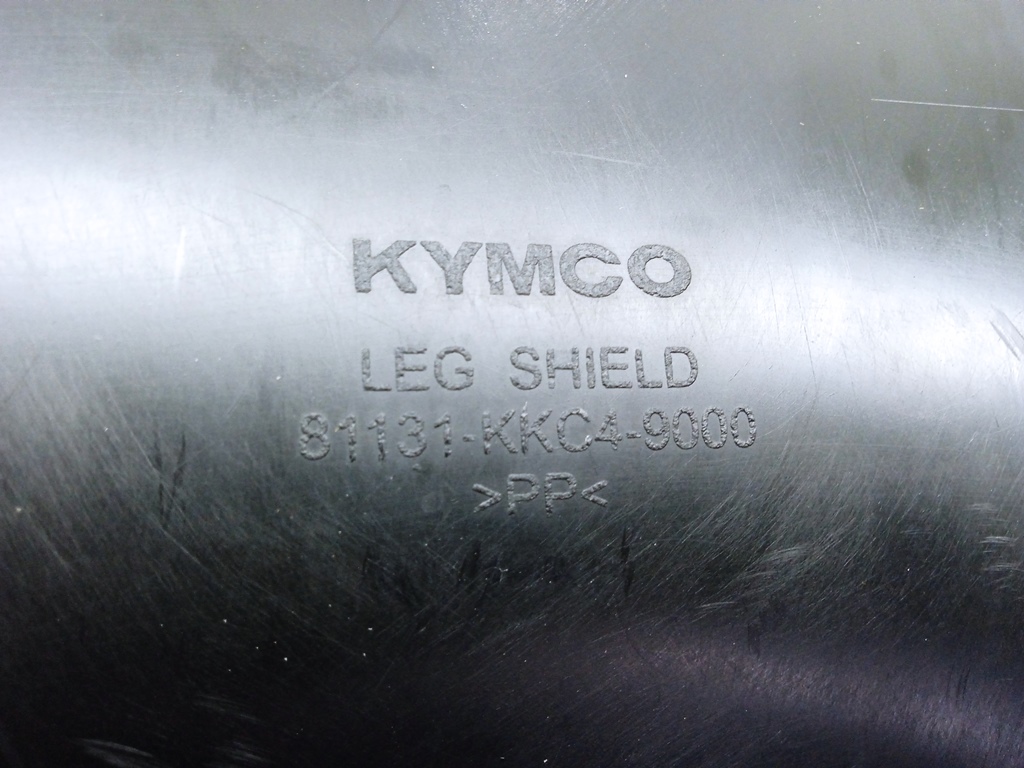 KYMCO
LEG SHIELD
81131-KKC4-9000
>PP<